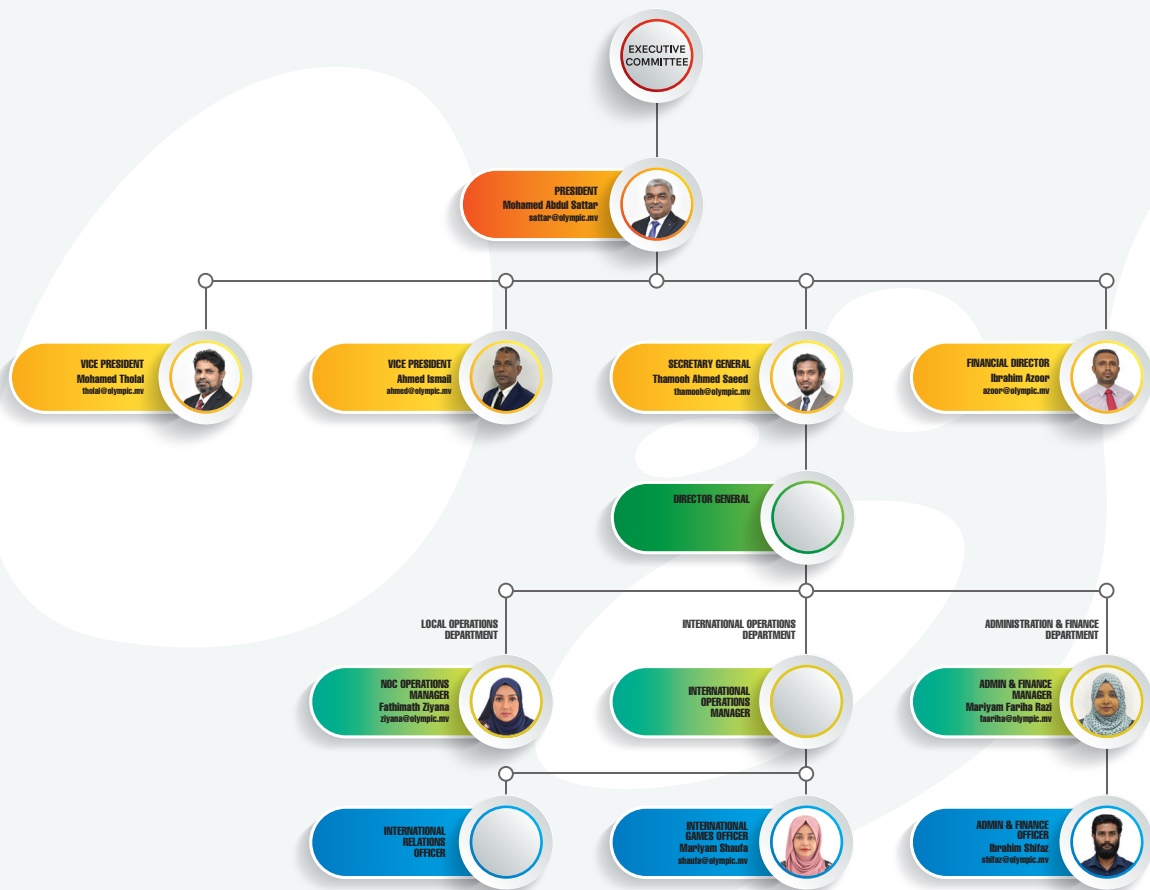 EXECUTIVE
COMMITTEE
PRESIDENT
Mohamed Abdul Sattar
sattar@olympic.mv
VICE PRESIDENT
Mohamed Tholal
tholal@olympic.mv
VICE PRESIDENT
Ahmed Ismail
ahmed@olympic.mv
SECRETARY GENERAL
Thamooh Ahmed Saeed
thamooh@olympic.mv
FINANCIAL DIRECTOR
Ibrahim Azoor
azoor@olympic.mv
DIRECTOR GENERAL
LOCAL OPERATIONS
DEPARTMENT
INTERNATIONAL OPERATIONS
DEPARTMENT
ADMINISTRATION & FINANCE
DEPARTMENT
NOC OPERATIONS
MANAGER
Fathimath Ziyana
ziyana@olympic.mv
INTERNATIONAL
OPERATIONS
MANAGER
ADMIN & FINANCE
MANAGER
Mariyam Fariha Razi
faariha@olympic.mv
INTERNATIONAL
RELATIONS
OFFICER
INTERNATIONAL
GAMES OFFICER
Mariyam Shaufa
shaufa@olympic.mv
ADMIN & FINANCE
OFFICER
Ibrahim Shifaz
shifaz@olympic.mv